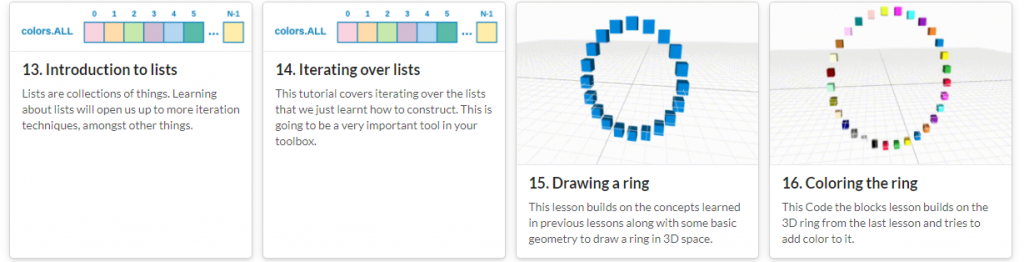 0 1 2 3 4 5 N-1
colors.ALL ...
13. Introduction to lists
Lists are collections of things. Learning
about lists will open us up to more iteration
techniques, amongst other things.
0 1 2 3 4 5 N-1
colors.ALL ...
14. Iterating over lists
This tutorial covers iterating over the lists
that we just learnt how to construct. This is
going to be a very important tool in your
toolbox.
15. Drawing a ring
This lesson builds on the concepts learned
in previous lessons along with some basic
geometry to draw a ring in 3D space.
16. Coloring the ring
This Code the blocks lesson builds on the
3D ring from the last lesson and tries to
add color to it.